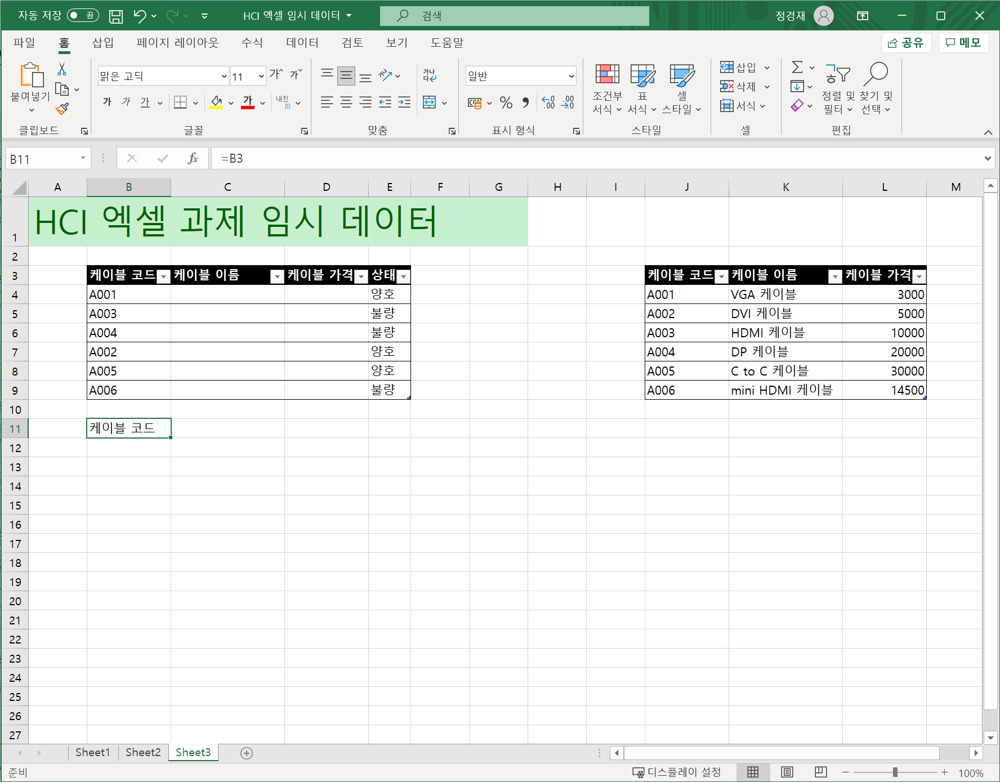 자동 저장 끔 HCI 엑셀 임시 데이터 검색 정경재
파일 홈 삽입 페이지 레이아웃 수식 데이터 검토 보기 도움말 공유 메모
붙여넣기 맑은 고딕 11 가 가 가나다 일반 조건부 서식 표 서식 셀 스타일 삽입 삭제 서식 정렬 및 필터 찾기 및 선택
가 가 가 가 내천 川 % .00 .00
클립보드 글꼴 맞춤 표시 형식 스타일 셀 편집
B11 fx =B3
A B C D E F G H I J K L M
1 HCI 엑셀 과제 임시 데이터
2
3 케이블 코드 케이블 이름 케이블 가격 상태 케이블 코드 케이블 이름 케이블 가격
4 A001 양호 A001 VGA 케이블 3000
5 A003 불량 A002 DVI 케이블 5000
6 A004 불량 A003 HDMI 케이블 10000
7 A002 양호 A004 DP 케이블 20000
8 A005 양호 A005 C to C 케이블 30000
9 A006 불량 A006 mini HDMI 케이블 14500
10
11 케이블 코드
12
13
14
15
16
17
18
19
20
21
22
23
24
25
26
27
Sheet1 Sheet2 Sheet3
준비 디스플레이 설정 100%